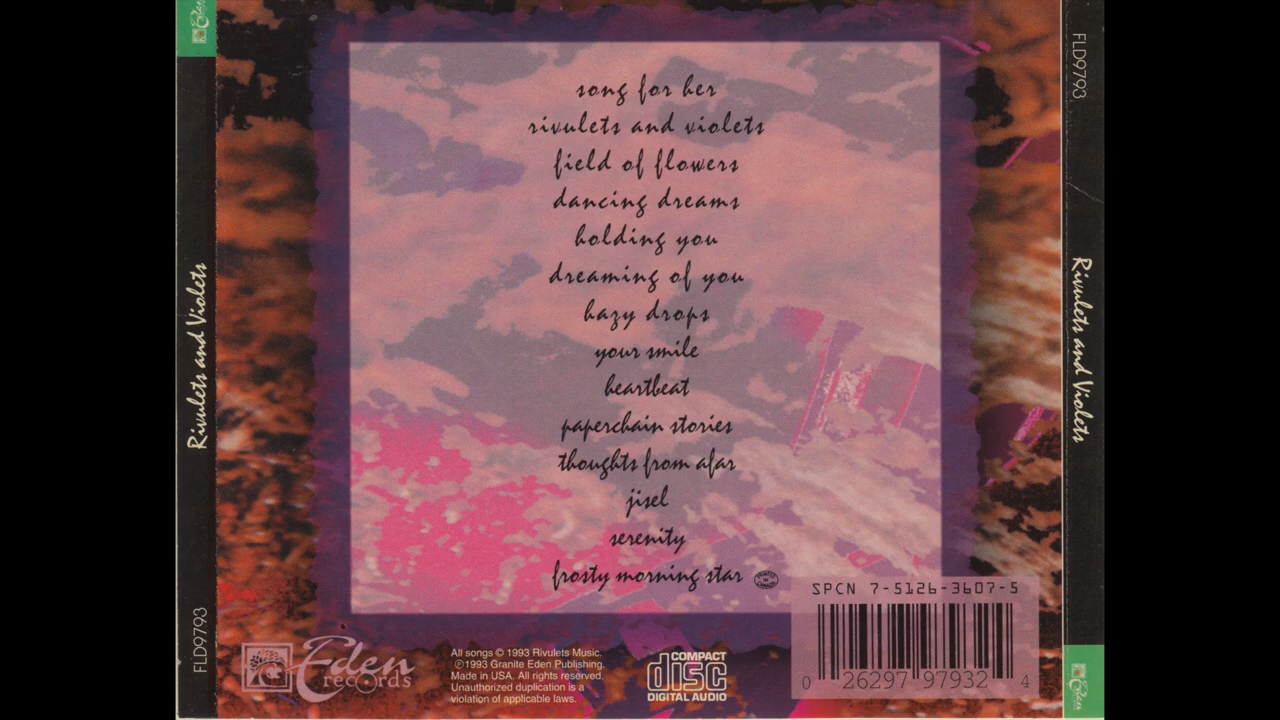 song for her
rivulets and violets
field of flowers
dancing dreams
holding you
dreaming of you
hazy drops
your smile
heartbeat
paperchain stories
thoughts from afar
jisel
serenity
frosty morning star
Rivulets and Violets
FLD9793
FLD9793
Rivulets and Violets
Eden
records
All songs © 1993 Rivulets Music.
℗1993 Granite Eden Publishing.
Made in USA. All rights reserved.
Unauthorized duplication is a
violation of applicable laws.
COMPACT
disc
DIGITAL AUDIO
SPCN 7-5126-3607-5
0 26297 97932 4